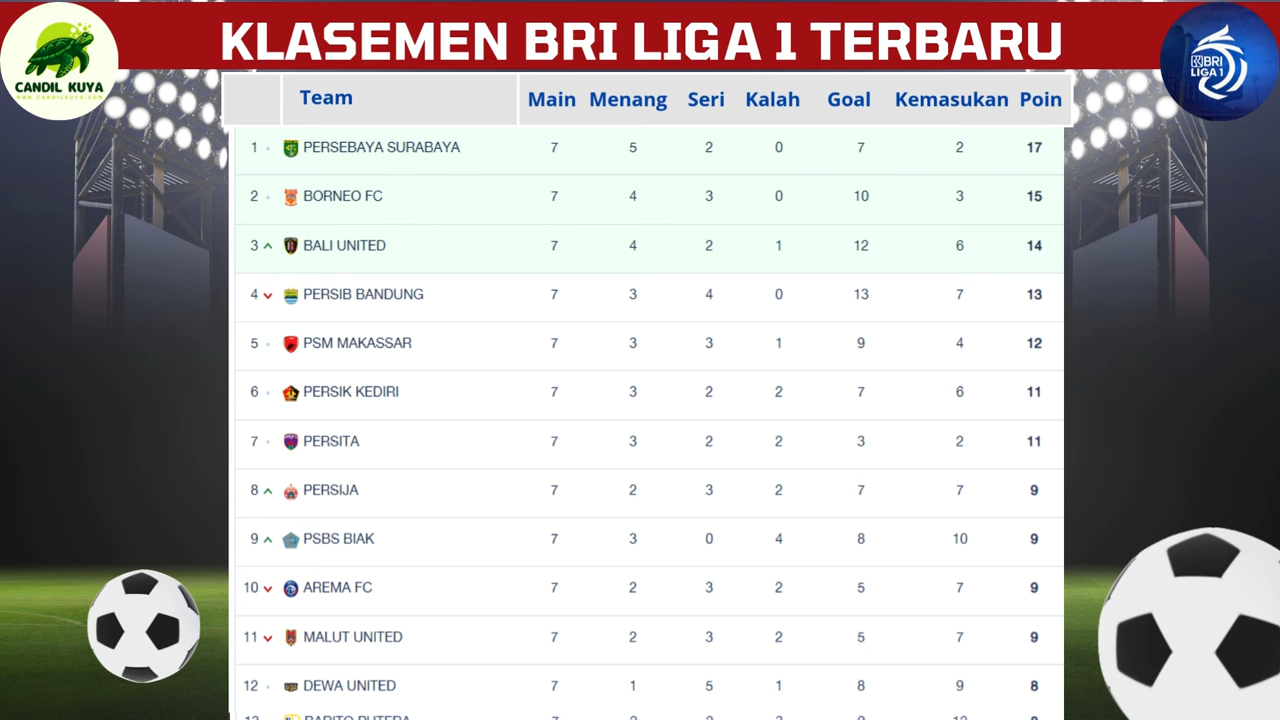 KLASEMEN BRI LIGA 1 TERBARU
CANDIL KUYA
WWW.CANDILKUYA.COM
BRI
LIGA 1
Team Main Menang Seri Kalah Goal Kemasukan Poin
1 PERSEBAYA SURABAYA 7 5 2 0 7 2 17
2 BORNEO FC 7 4 3 0 10 3 15
3 BALI UNITED 7 4 2 1 12 6 14
4 PERSIB BANDUNG 7 3 4 0 13 7 13
5 PSM MAKASSAR 7 3 3 1 9 4 12
6 PERSIK KEDIRI 7 3 2 2 7 6 11
7 PERSITA 7 3 2 2 3 2 11
8 PERSIJA 7 2 3 2 7 7 9
9 PSBS BIAK 7 3 0 4 8 10 9
10 AREMA FC 7 2 3 2 5 7 9
11 MALUT UNITED 7 2 3 2 5 7 9
12 DEWA UNITED 7 1 5 1 8 9 8
13 BARITO PUTERA 7